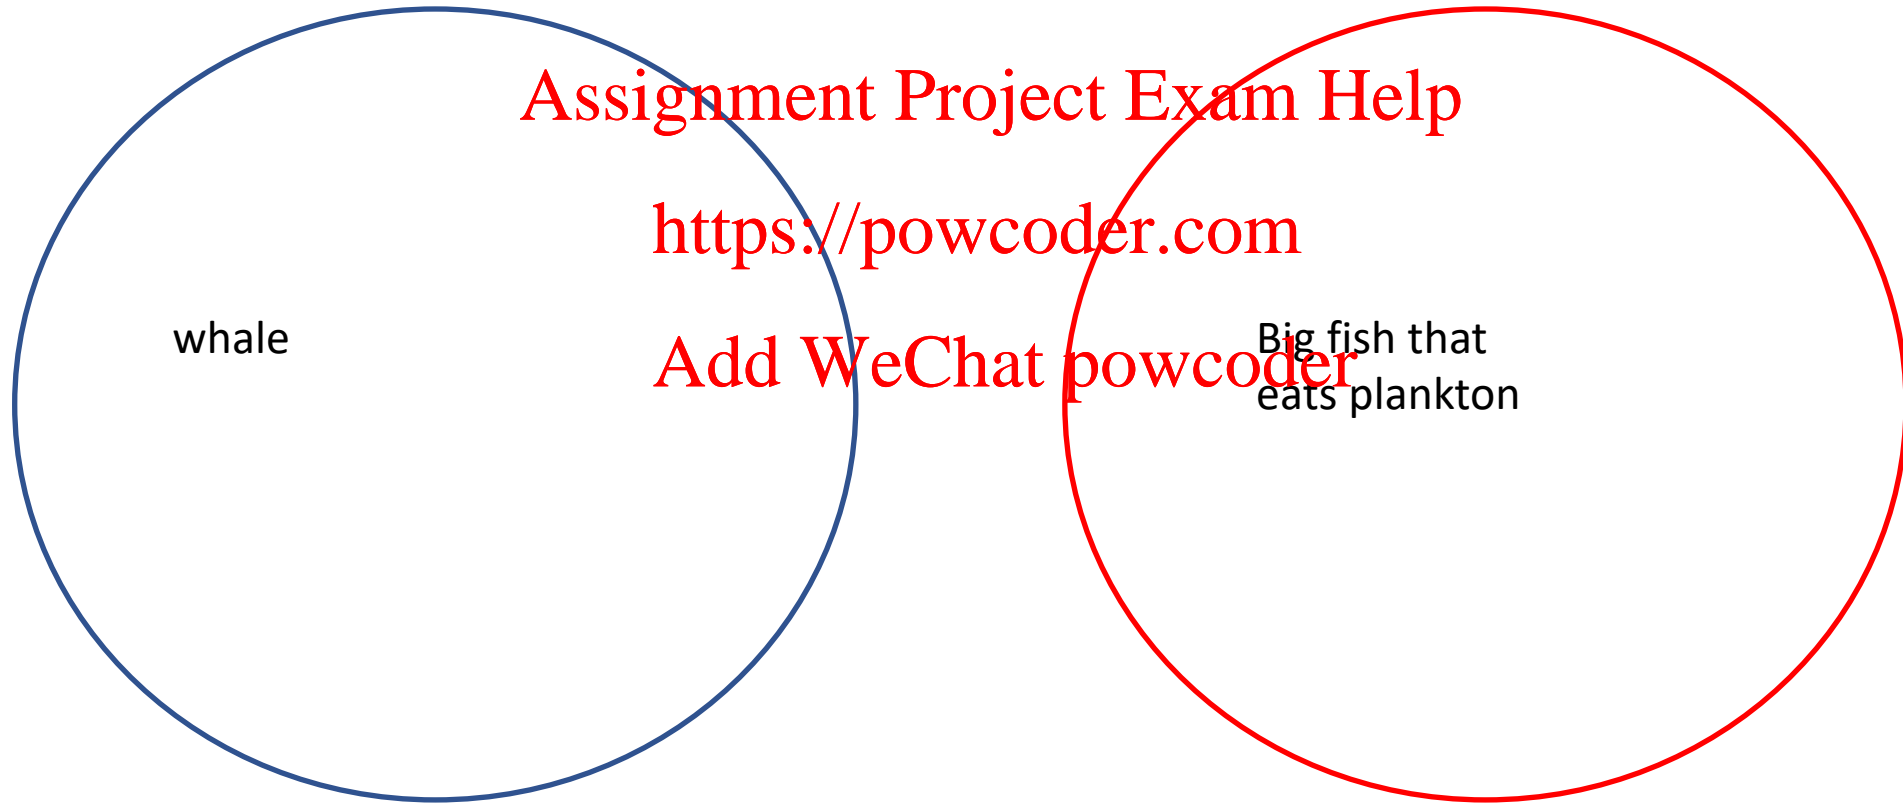 Assignment Project Exam Help
https://powcoder.com
whale
Add WeChat powcoder
Big fish that
eats plankton